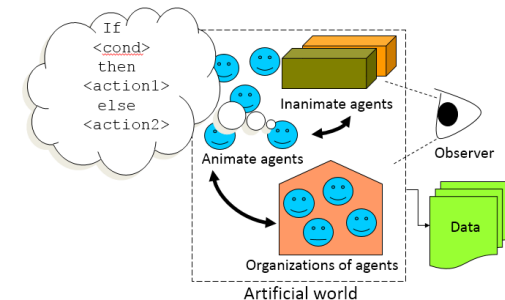 If
<cond>
then
<action1>
else
<action2>
Inanimate agents
Animate agents
Observer
Data
Organizations of agents
Artificial world